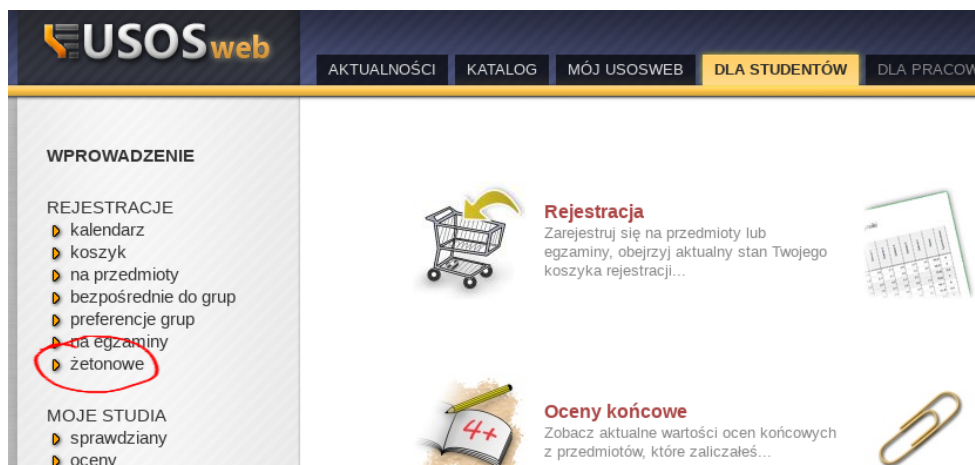 USOSweb
AKTUALNOŚCI KATALOG MÓJ USOSWEB DLA STUDENTÓW DLA PRACOW
WPROWADZENIE
REJESTRACJE
kalendarz
koszyk
na przedmioty
bezpośrednie do grup
preferencje grup
na egzaminy
żetonowe
MOJE STUDIA
sprawdziany
oceny
Rejestracja
Zarejestruj się na przedmioty lub
egzaminy, obejrzyj aktualny stan Twojego
koszyka rejestracji...
4+
Oceny końcowe
Zobacz aktualne wartości ocen końcowych
z przedmiotów, które zaliczałeś...